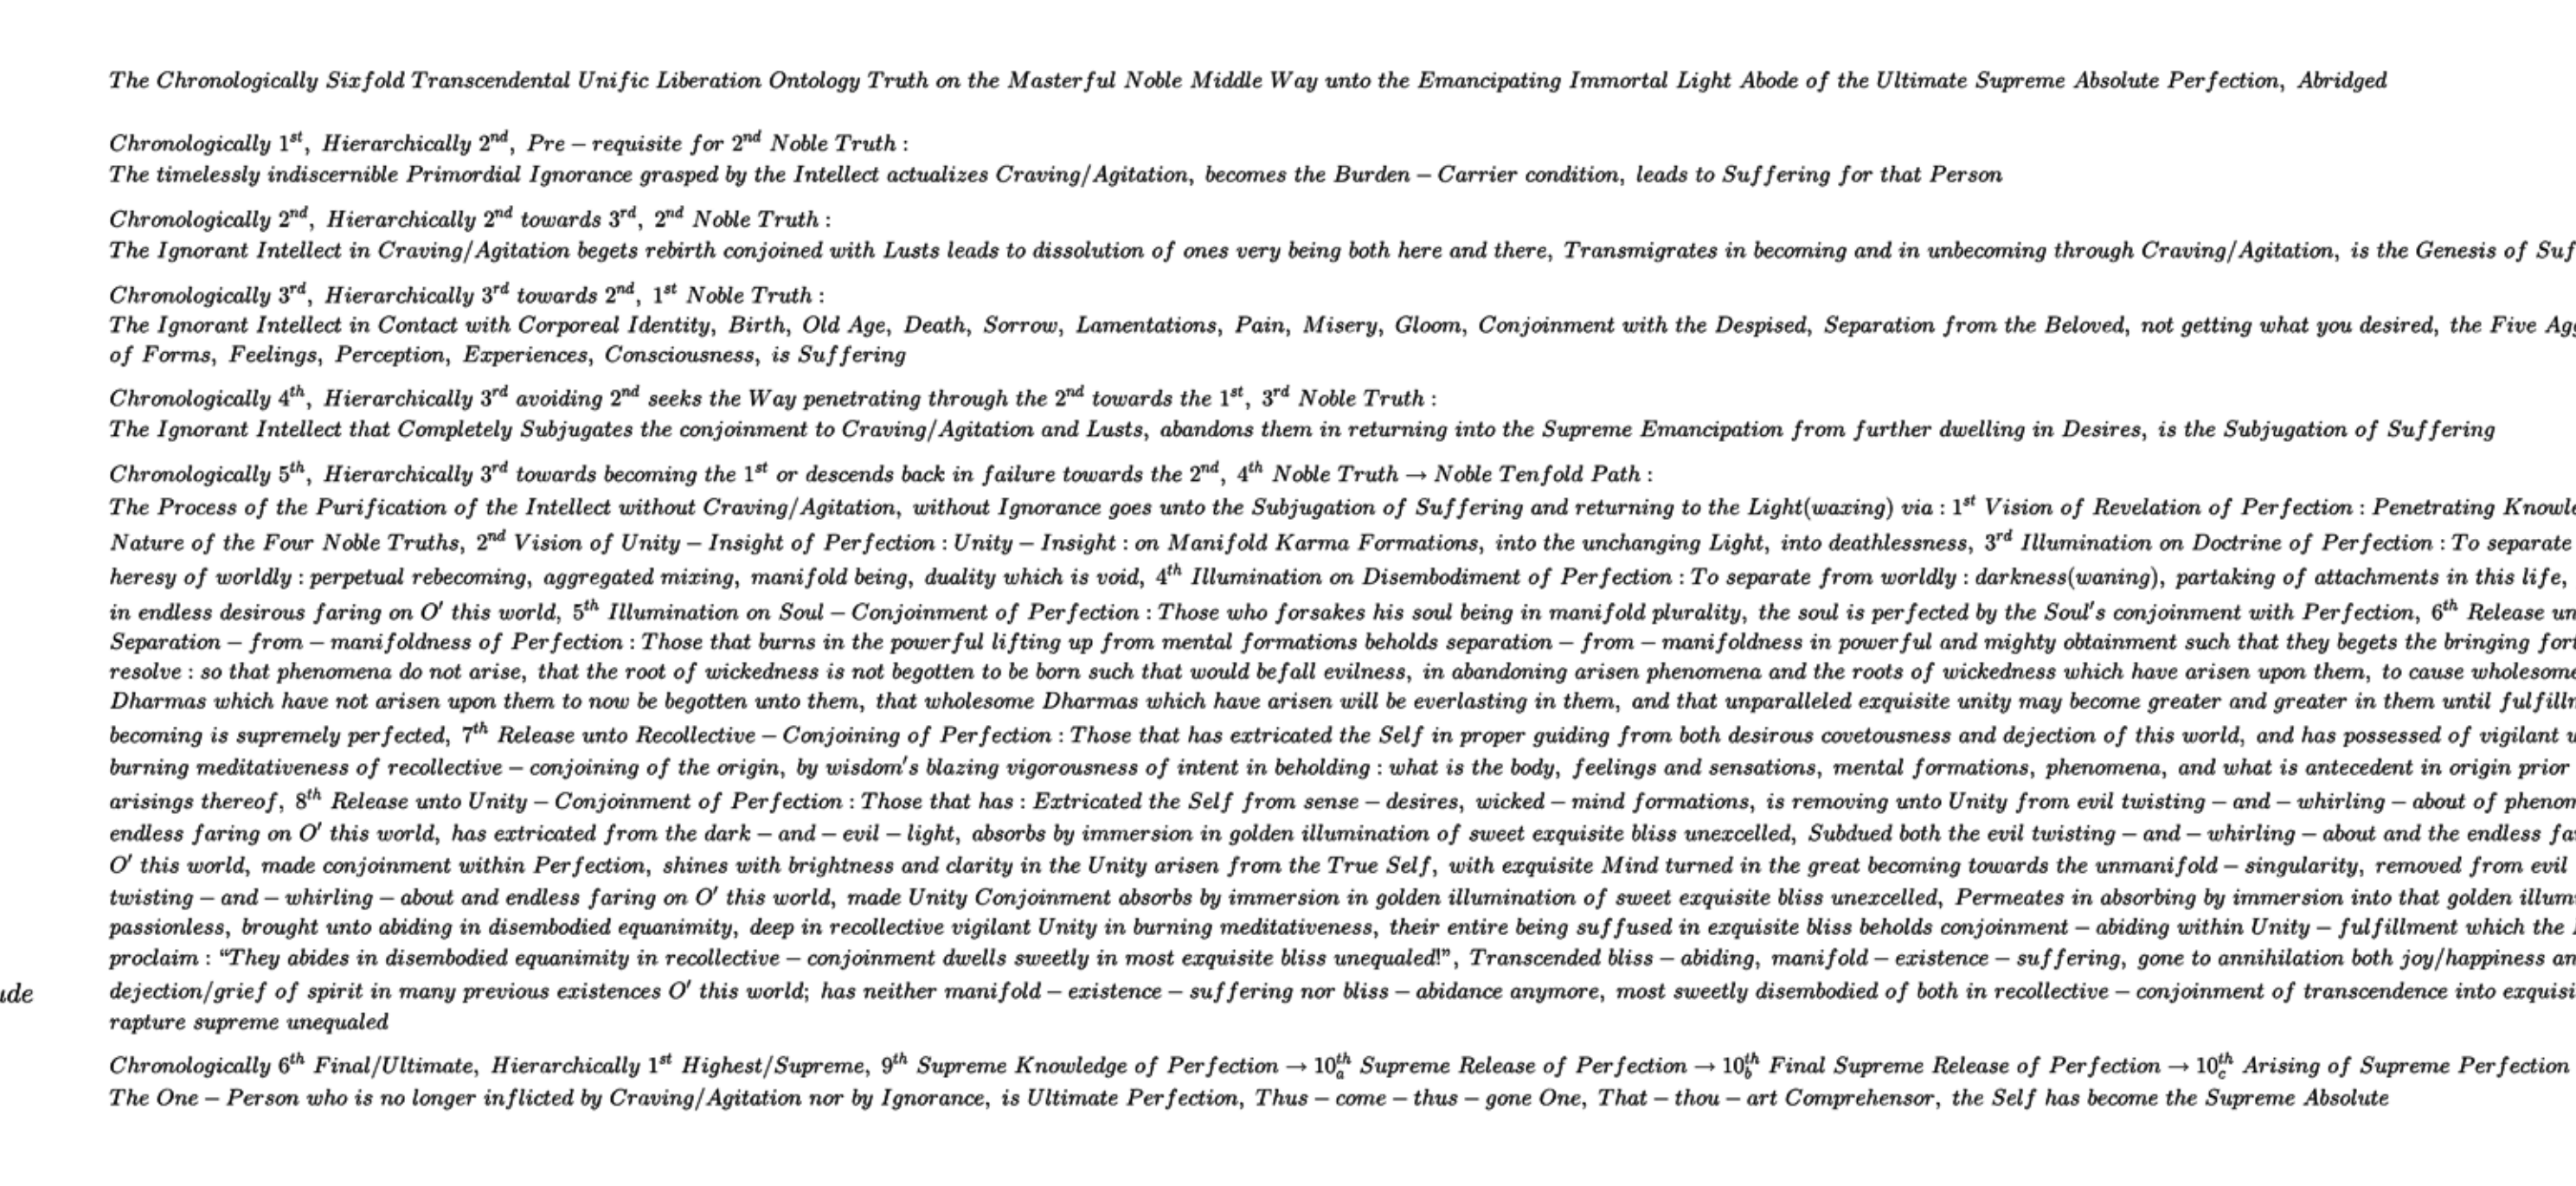 The Chronologically Sixfold Transcendental Unific Liberation Ontology Truth on the Masterful Noble Middle Way unto the Emancipating Immortal Light Abode of the Ultimate Supreme Absolute Perfection, Abridged
Chronologically 1st, Hierarchically 2nd, Pre – requisite for 2nd Noble Truth :
The timelessly indiscernible Primordial Ignorance grasped by the Intellect actualizes Craving/Agitation, becomes the Burden – Carrier condition, leads to Suffering for that Person
Chronologically 2nd, Hierarchically 2nd towards 3rd, 2nd Noble Truth :
The Ignorant Intellect in Craving/Agitation begets rebirth conjoined with Lusts leads to dissolution of ones very being both here and there, Transmigrates in becoming and in unbecoming through Craving/Agitation, is the Genesis of Suf
Chronologically 3rd, Hierarchically 3rd towards 2nd, 1st Noble Truth :
The Ignorant Intellect in Contact with Corporeal Identity, Birth, Old Age, Death, Sorrow, Lamentations, Pain, Misery, Gloom, Conjoinment with the Despised, Separation from the Beloved, not getting what you desired, the Five Agg
of Forms, Feelings, Perception, Experiences, Consciousness, is Suffering
Chronologically 4th, Hierarchically 3rd avoiding 2nd seeks the Way penetrating through the 2nd towards the 1st, 3rd Noble Truth :
The Ignorant Intellect that Completely Subjugates the conjoinment to Craving/Agitation and Lusts, abandons them in returning into the Supreme Emancipation from further dwelling in Desires, is the Subjugation of Suffering
Chronologically 5th, Hierarchically 3rd towards becoming the 1st or descends back in failure towards the 2nd, 4th Noble Truth → Noble Tenfold Path :
The Process of the Purification of the Intellect without Craving/Agitation, without Ignorance goes unto the Subjugation of Suffering and returning to the Light(waxing) via : 1st Vision of Revelation of Perfection : Penetrating Knowle
Nature of the Four Noble Truths, 2nd Vision of Unity – Insight of Perfection : Unity – Insight : on Manifold Karma Formations, into the unchanging Light, into deathlessness, 3rd Illumination on Doctrine of Perfection : To separate
heresy of worldly : perpetual rebecoming, aggregated mixing, manifold being, duality which is void, 4th Illumination on Disembodiment of Perfection : To separate from worldly : darkness(waning), partaking of attachments in this life,
in endless desirous faring on O′ this world, 5th Illumination on Soul – Conjoinment of Perfection : Those who forsakes his soul being in manifold plurality, the soul is perfected by the Soul's conjoinment with Perfection, 6th Release un
Separation – from – manifoldness of Perfection : Those that burns in the powerful lifting up from mental formations beholds separation – from – manifoldness in powerful and mighty obtainment such that they begets the bringing fort
resolve : so that phenomena do not arise, that the root of wickedness is not begotten to be born such that would befall evilness, in abandoning arisen phenomena and the roots of wickedness which have arisen upon them, to cause wholesome
Dharmas which have not arisen upon them to now be begotten unto them, that wholesome Dharmas which have arisen will be everlasting in them, and that unparalleled exquisite unity may become greater and greater in them until fulfilln
becoming is supremely perfected, 7th Release unto Recollective – Conjoining of Perfection : Those that has extricated the Self in proper guiding from both desirous covetousness and dejection of this world, and has possessed of vigilant u
burning meditativeness of recollective – conjoining of the origin, by wisdom's blazing vigorousness of intent in beholding : what is the body, feelings and sensations, mental formations, phenomena, and what is antecedent in origin prior
arisings thereof, 8th Release unto Unity – Conjoinment of Perfection : Those that has : Extricated the Self from sense – desires, wicked – mind formations, is removing unto Unity from evil twisting – and – whirling – about of phenom
endless faring on O′ this world, has extricated from the dark – and – evil – light, absorbs by immersion in golden illumination of sweet exquisite bliss unexcelled, Subdued both the evil twisting – and – whirling – about and the endless fa
O′ this world, made conjoinment within Perfection, shines with brightness and clarity in the Unity arisen from the True Self, with exquisite Mind turned in the great becoming towards the unmanifold – singularity, removed from evil
twisting – and – whirling – about and endless faring on O′ this world, made Unity Conjoinment absorbs by immersion in golden illumination of sweet exquisite bliss unexcelled, Permeates in absorbing by immersion into that golden illum
passionless, brought unto abiding in disembodied equanimity, deep in recollective vigilant Unity in burning meditativeness, their entire being suffused in exquisite bliss beholds conjoinment – abiding within Unity – fulfillment which the
proclaim : “They abides in disembodied equanimity in recollective – conjoinment dwells sweetly in most exquisite bliss unequaled!”, Transcended bliss – abiding, manifold – existence – suffering, gone to annihilation both joy/happiness an
ude
dejection/grief of spirit in many previous existences O′ this world; has neither manifold – existence – suffering nor bliss – abidance anymore, most sweetly disembodied of both in recollective – conjoinment of transcendence into exquisi
rapture supreme unequaled
Chronologically 6th Final/Ultimate, Hierarchically 1st Highest/Supreme, 9th Supreme Knowledge of Perfection → 10tha Supreme Release of Perfection → 10thb Final Supreme Release of Perfection → 10thc Arising of Supreme Perfection
The One – Person who is no longer inflicted by Craving/Agitation nor by Ignorance, is Ultimate Perfection, Thus – come – thus – gone One, That – thou – art Comprehensor, the Self has become the Supreme Absolute